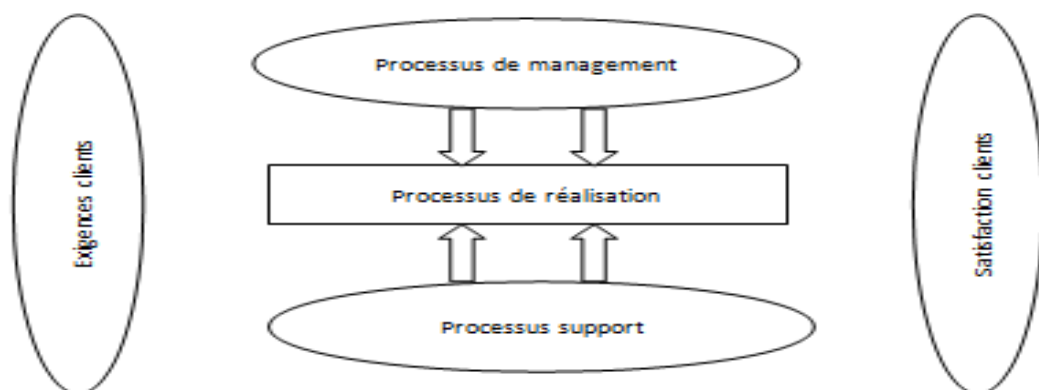 Processus de management
Exigences clients
Processus de réalisation
Satisfaction clients
Processus support